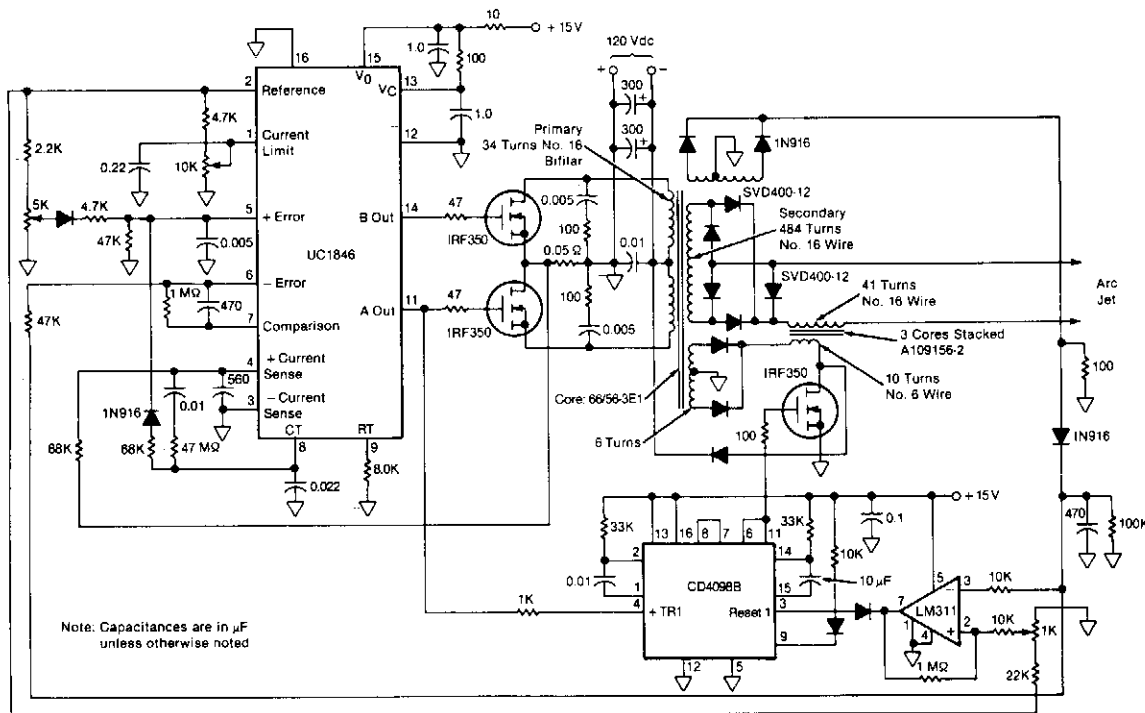 10
+ 15V
1.0
100
16
15
V0
VC
13
2
Reference
1.0
12
4.7K
1
Current
Limit
2.2K
0.22
10K
5K
4.7K
5
+ Error
47K
0.005
B Out
14
47
IRF350
UC1846
6
− Error
1 MΩ
470
7
Comparison
47K
A Out
11
47
IRF350
+ Current
Sense
4
560
3
− Current
Sense
0.01
1N916
68K
47 MΩ
68K
CT
8
RT
9
8.0K
0.022
120 Vdc
+
−
300
+
300
+
Primary
34 Turns No. 16
Bifilar
0.005
100
0.05 Ω
0.01
100
0.005
1N916
SVD400-12
Secondary
484 Turns
No. 16 Wire
SVD400-12
41 Turns
No. 16 Wire
Arc
Jet
3 Cores Stacked
A109156-2
IRF350
10
Turns
No. 6 Wire
100
Core: 66/56-3E1
6 Turns
100
1N916
+ 15V
33K
13
16
8
7
6
11
33K
0.1
470
100K
2
14
10K
0.01
1
CD4098B
15
10 μF
1K
4
+ TR1
Reset 1
3
9
12
5
5
3
10K
−
7
LM311
1
4
+
2
10K
1K
1 MΩ
22K
Note: Capacitances are in μF
unless otherwise noted